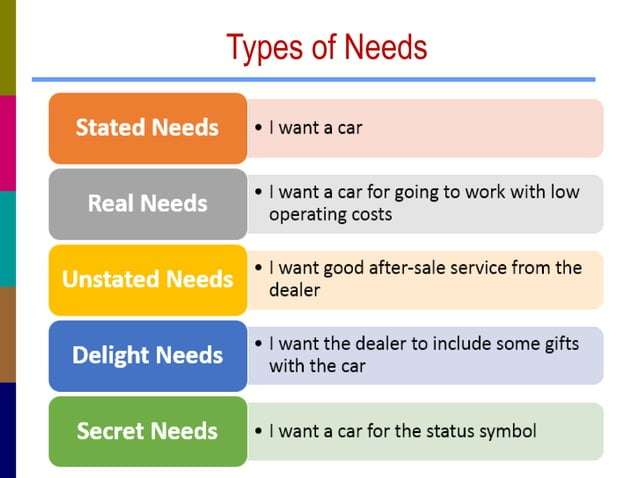 Types of Needs
Stated Needs
• I want a car
Real Needs
• I want a car for going to work with low
operating costs
Unstated Needs
• I want good after-sale service from the
dealer
Delight Needs
• I want the dealer to include some gifts
with the car
Secret Needs
• I want a car for the status symbol